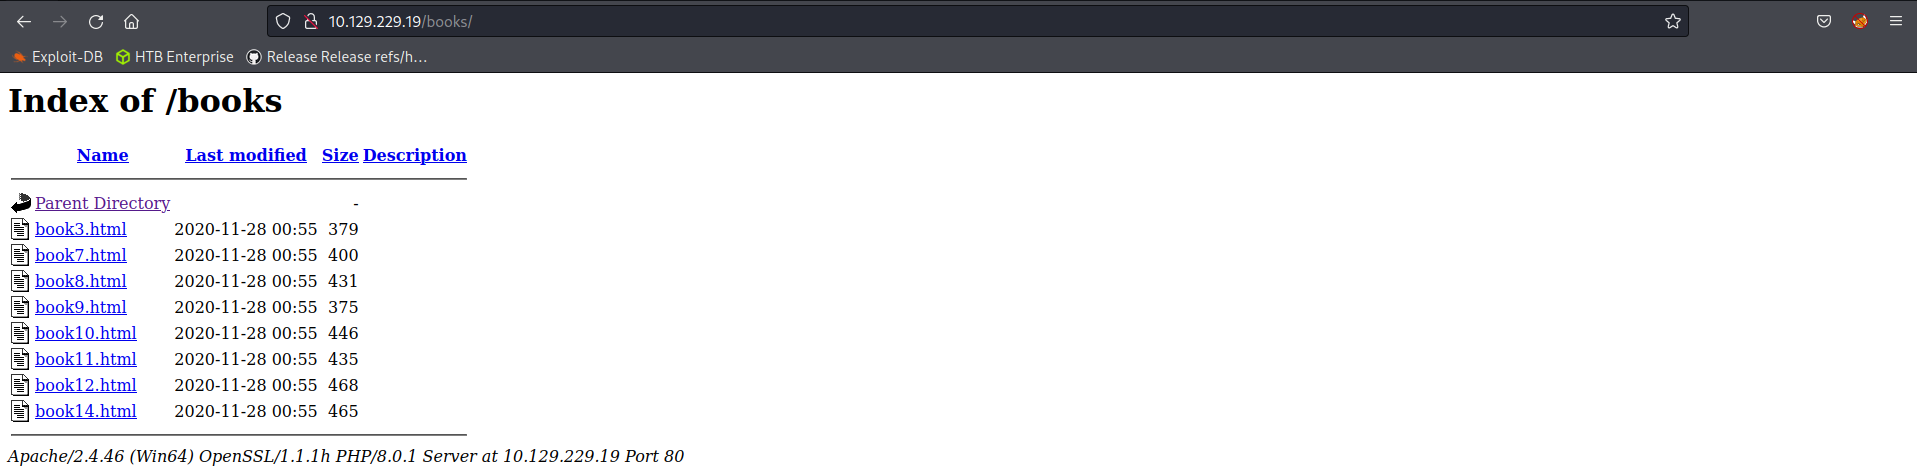 10.129.229.19/books/
Exploit-DB HTB Enterprise Release Release refs/h...
Index of /books
Name Last modified Size Description
Parent Directory -
book3.html 2020-11-28 00:55 379
book7.html 2020-11-28 00:55 400
book8.html 2020-11-28 00:55 431
book9.html 2020-11-28 00:55 375
book10.html 2020-11-28 00:55 446
book11.html 2020-11-28 00:55 435
book12.html 2020-11-28 00:55 468
book14.html 2020-11-28 00:55 465
Apache/2.4.46 (Win64) OpenSSL/1.1.1h PHP/8.0.1 Server at 10.129.229.19 Port 80